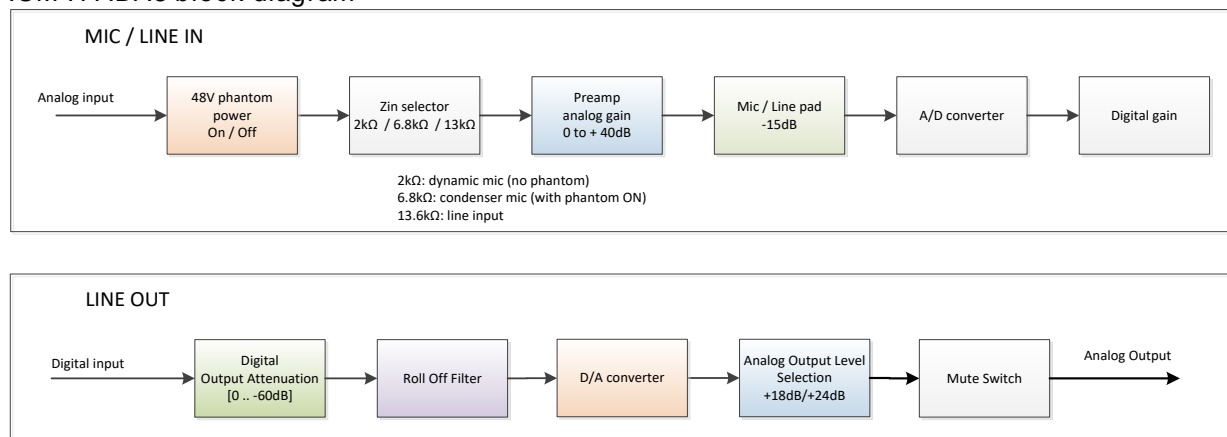 MIC / LINE IN
Analog input
48V phantom
power
On / Off
Zin selector
2kΩ / 6.8kΩ / 13kΩ
Preamp
analog gain
0 to + 40dB
Mic / Line pad
-15dB
A/D converter
Digital gain
2kΩ: dynamic mic (no phantom)
6.8kΩ: condenser mic (with phantom ON)
13.6kΩ: line input
LINE OUT
Digital input
Digital
Output Attenuation
[0 .. -60dB]
Roll Off Filter
D/A converter
Analog Output Level
Selection
+18dB/+24dB
Mute Switch
Analog Output